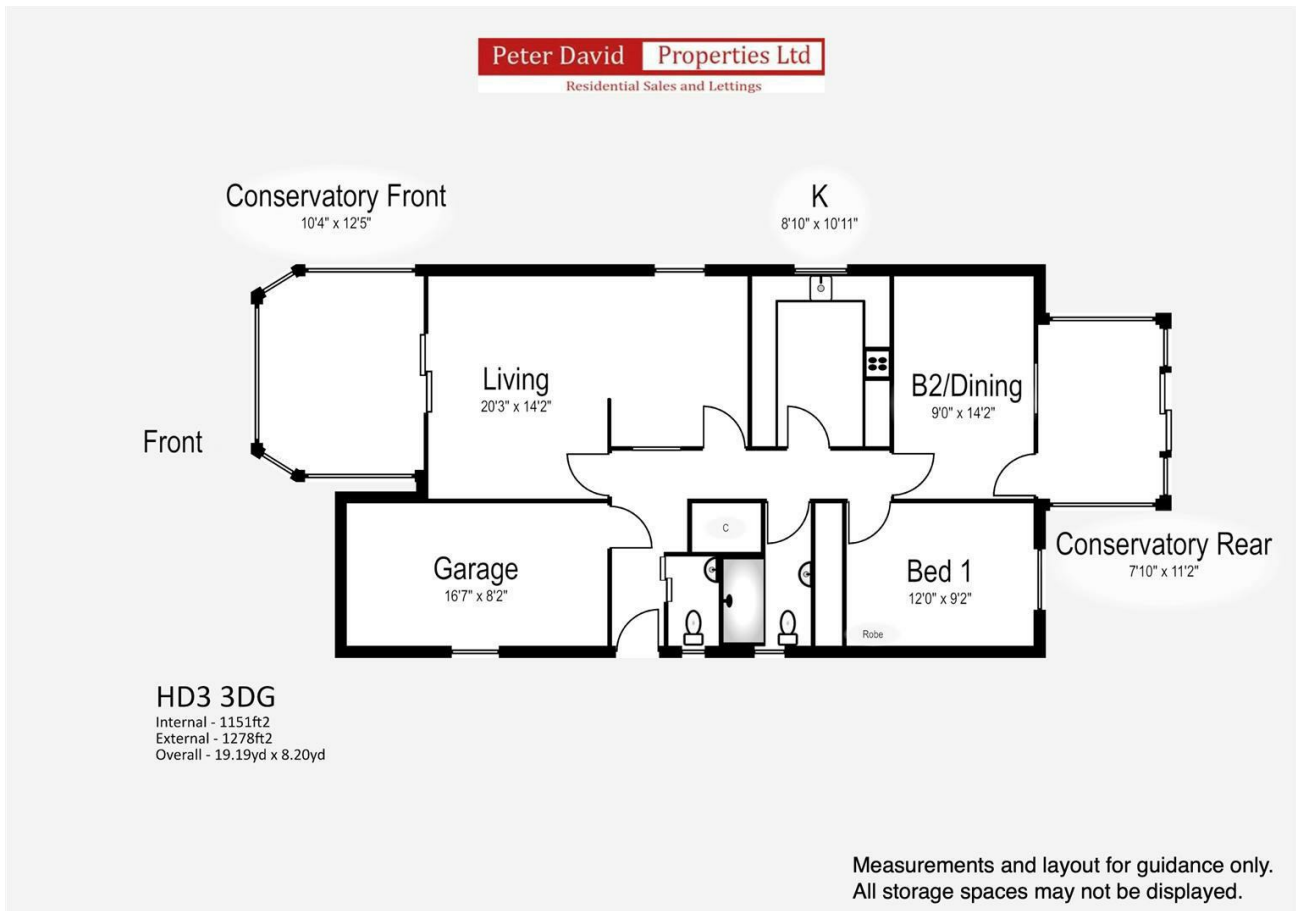 Peter David Properties Ltd
Residential Sales and Lettings
Conservatory Front
10'4" x 12'5"
K
8'10" x 10'11"
Living
20'3" x 14'2"
B2/Dining
9'0" x 14'2"
Front
Garage
16'7" x 8'2"
C
Bed 1
12'0" x 9'2"
Robe
Conservatory Rear
7'10" x 11'2"
HD3 3DG
Internal - 1151ft2
External - 1278ft2
Overall - 19.19yd x 8.20yd
Measurements and layout for guidance only.
All storage spaces may not be displayed.